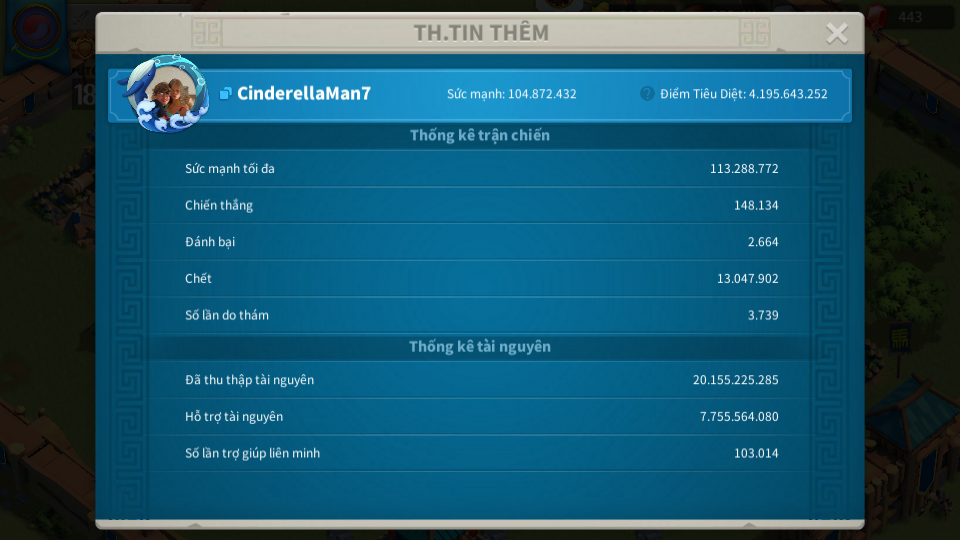 TH.TIN THÊM
443
18
CinderellaMan7
Sức mạnh: 104.872.432
Điểm Tiêu Diệt: 4.195.643.252
Thống kê trận chiến
Sức mạnh tối đa 113.288.772
Chiến thắng 148.134
Đánh bại 2.664
Chết 13.047.902
Số lần do thám 3.739
Thống kê tài nguyên
Đã thu thập tài nguyên 20.155.225.285
Hỗ trợ tài nguyên 7.755.564.080
Số lần trợ giúp liên minh 103.014